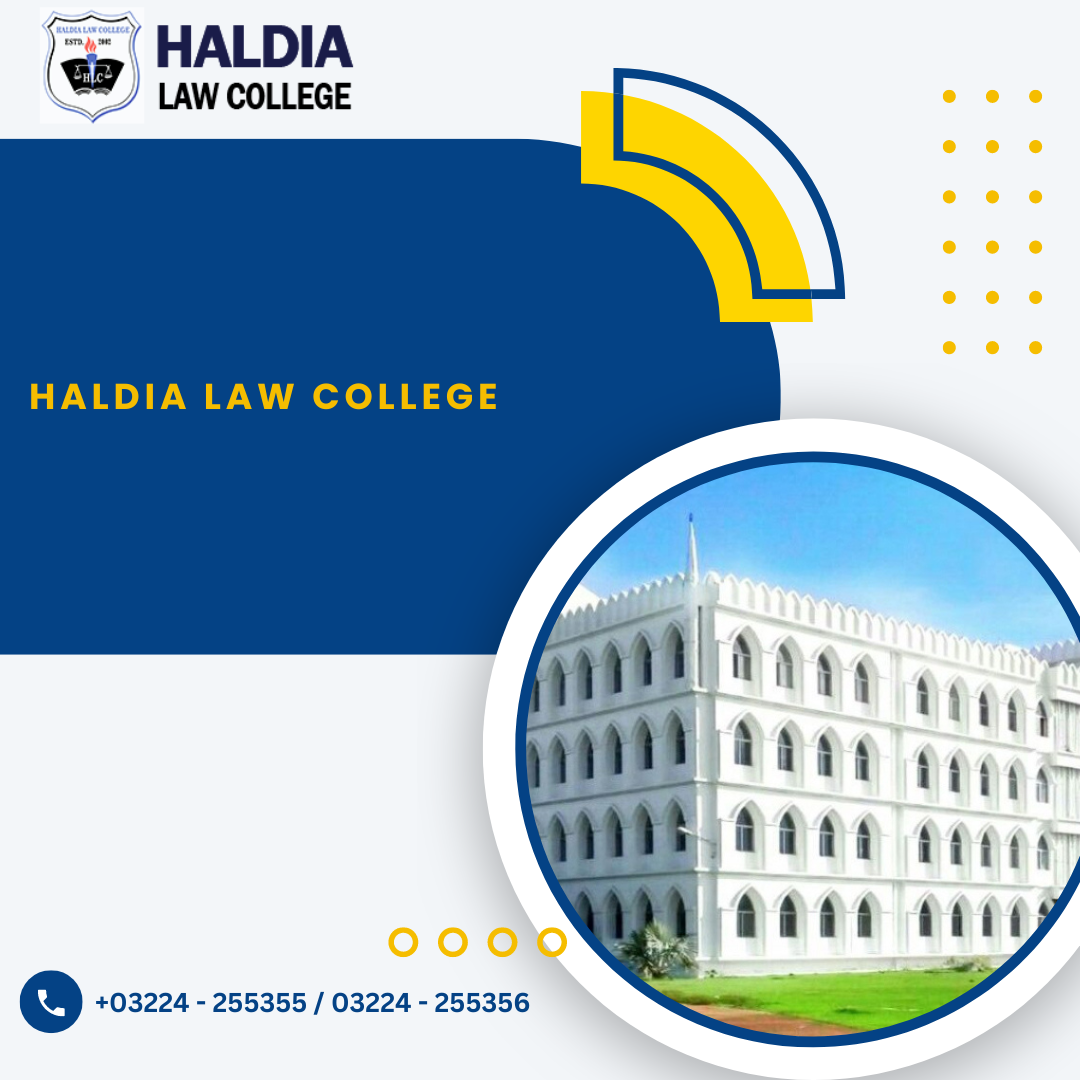 HALDIA LAW COLLEGE
ESTD. 2002
HLC
HALDIA
LAW COLLEGE
HALDIA LAW COLLEGE
+03224 - 255355 / 03224 - 255356